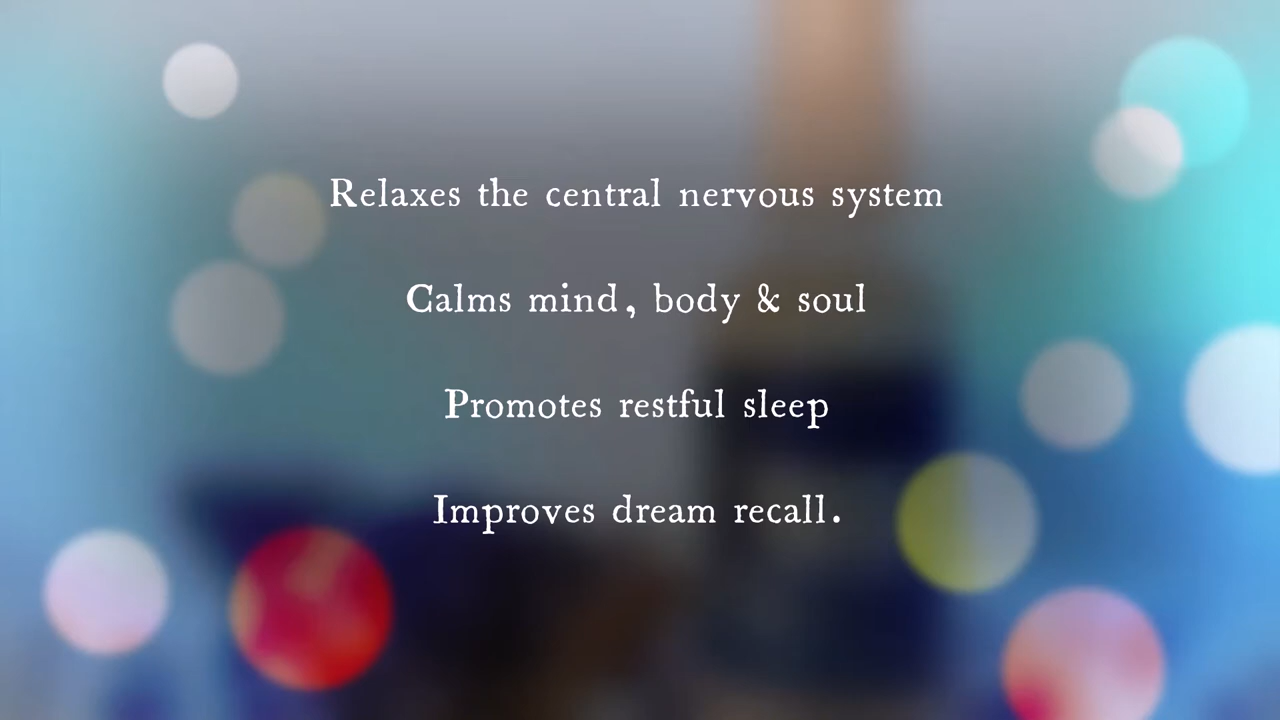 Relaxes the central nervous system
Calms mind, body & soul
Promotes restful sleep
Improves dream recall.